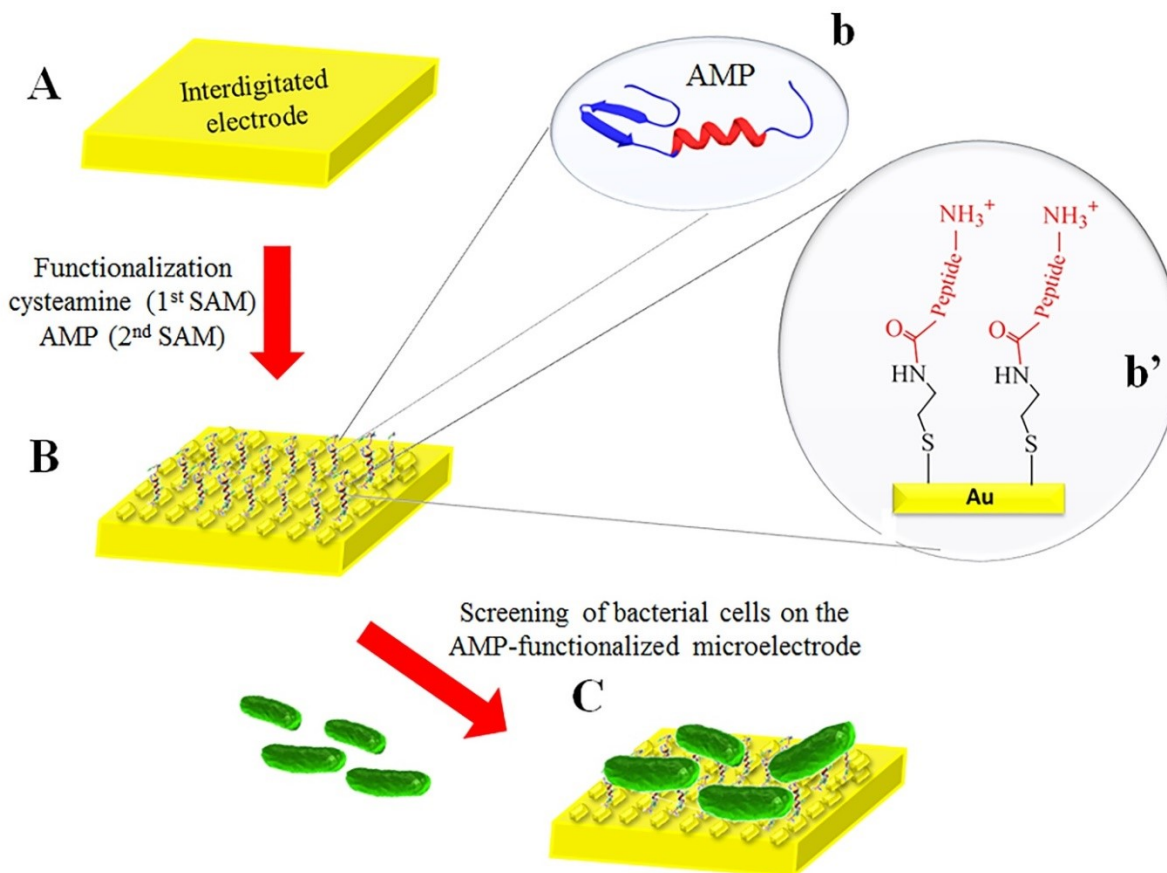 A
Interdigitated
electrode
b
AMP
Functionalization
cysteamine (1st SAM)
AMP (2nd SAM)
B
b’
NH3+
NH3+
Peptide
Peptide
O
O
HN
HN
S
S
Au
Screening of bacterial cells on the
AMP-functionalized microelectrode
C